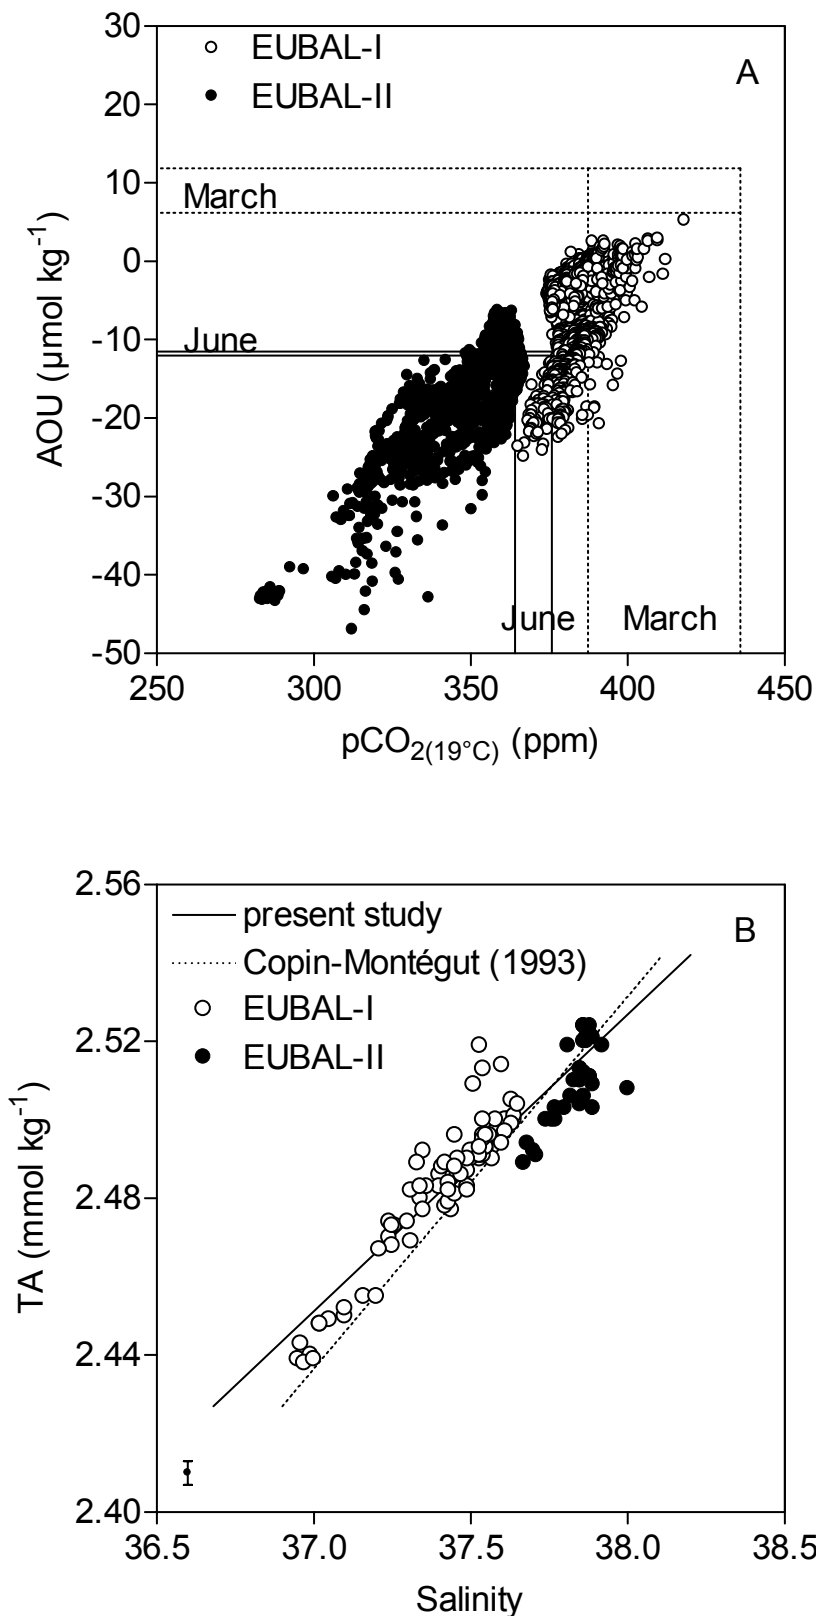 30
EUBAL-I
A
EUBAL-II
20
10
March
0
-10
June
-20
-30
-40
June March
-50
250 300 350 400 450
AOU (µmol kg-1)
pCO2(19°C) (ppm)
2.56
present study
B
Copin-Montégut (1993)
EUBAL-I
2.52
EUBAL-II
2.48
2.44
2.40
36.5 37.0 37.5 38.0 38.5
TA (mmol kg-1)
Salinity